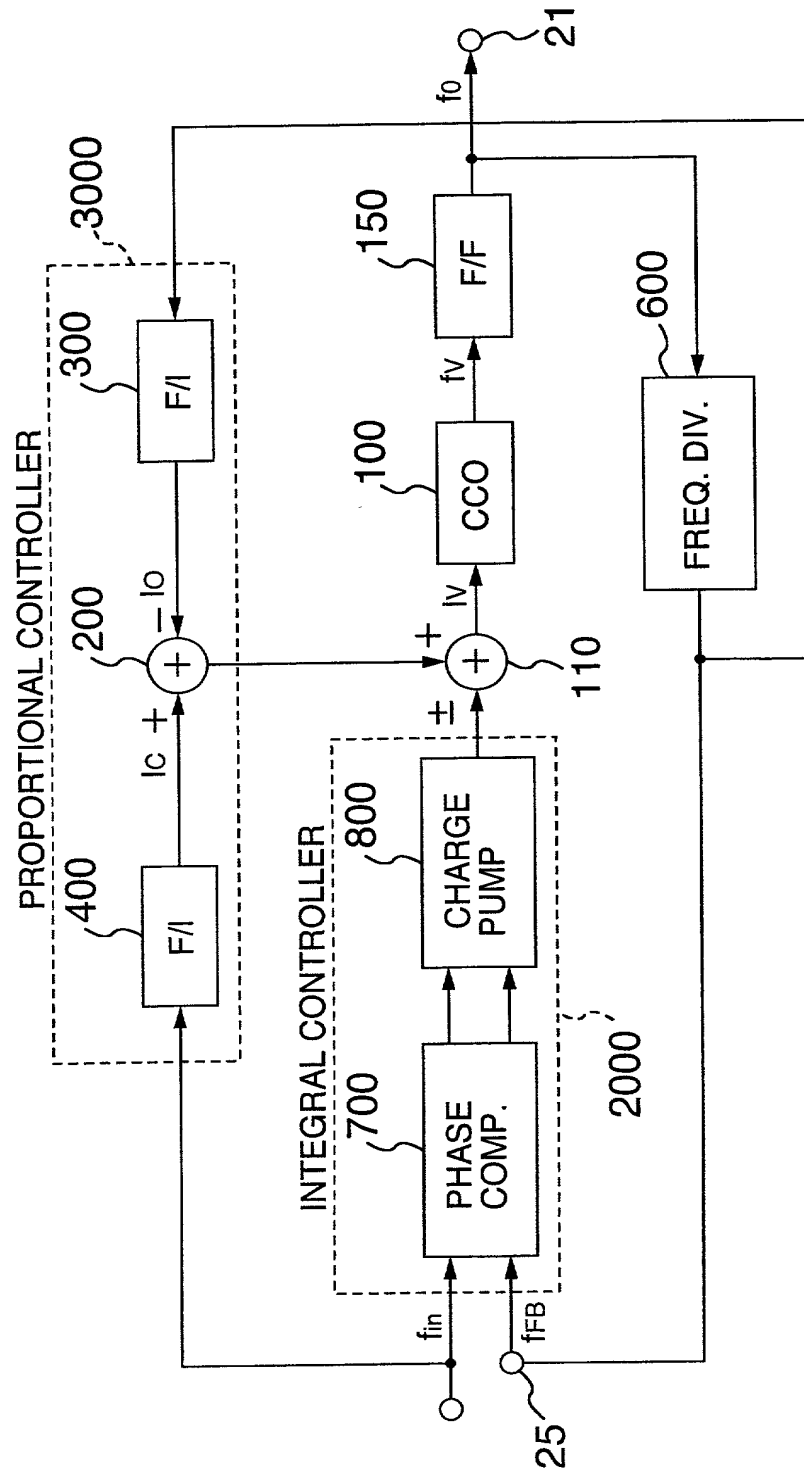 PROPORTIONAL CONTROLLER
3000
400
F/I
Ic
+
200
+
− Io
300
F/I
INTEGRAL CONTROLLER
2000
700
PHASE
COMP.
800
CHARGE
PUMP
fin
fFB
25
±
+
+
110
Iv
100
CCO
fv
150
F/F
fo
21
600
FREQ. DIV.